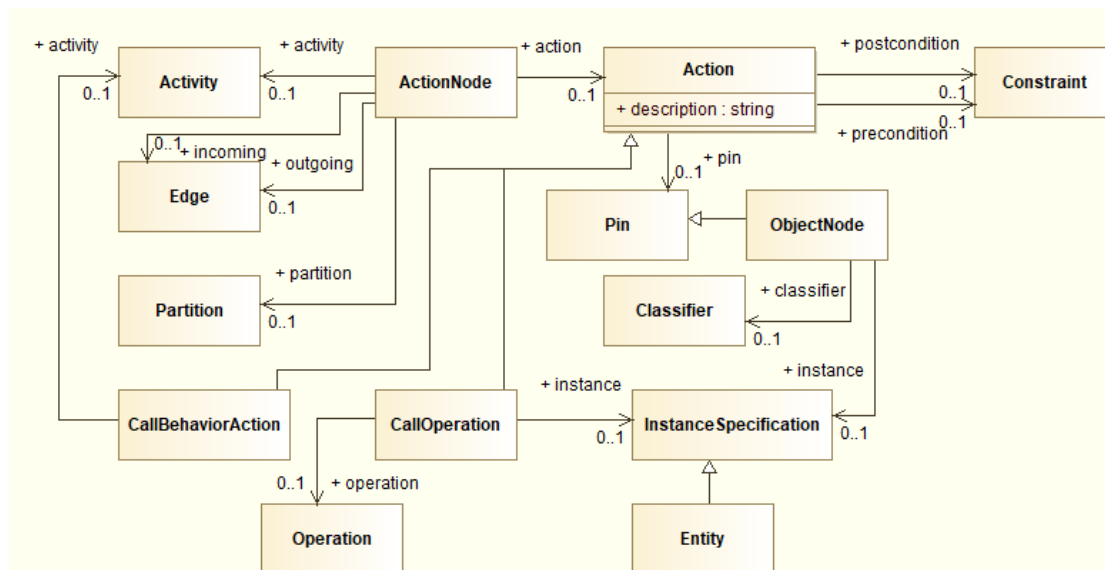 + activity
+ activity
+ action
+ postcondition
Activity
ActionNode
Action
Constraint
0..1
0..1
0..1
0..1
+ description : string
0..1
+ precondition
0..1
+ incoming
+ outgoing
+ pin
0..1
Edge
0..1
Pin
ObjectNode
+ partition
+ classifier
Partition
Classifier
0..1
0..1
+ instance
+ instance
CallBehaviorAction
CallOperation
InstanceSpecification
0..1
0..1
0..1
+ operation
Operation
Entity